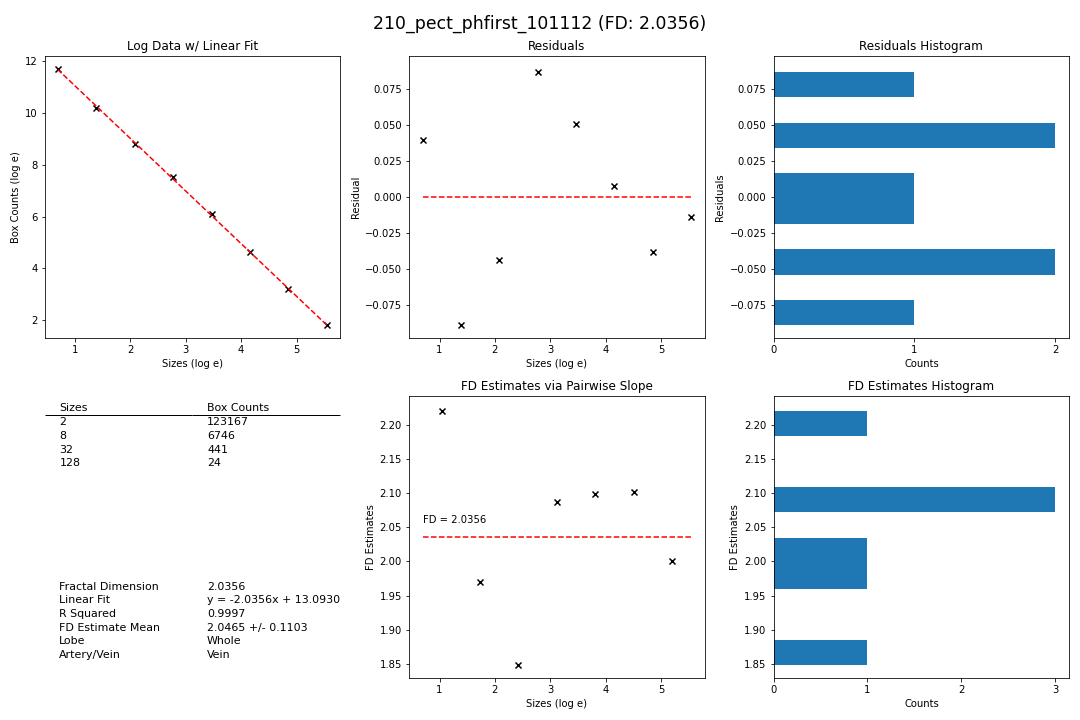 210_pect_phfirst_101112 (FD: 2.0356)
Log Data w/ Linear Fit
12
10
8
6
4
2
1 2 3 4 5
Box Counts (log e)
Sizes (log e)
Residuals
0.075
0.050
0.025
0.000
−0.025
−0.050
−0.075
1 2 3 4 5
Residual
Sizes (log e)
Residuals Histogram
0.075
0.050
0.025
0.000
−0.025
−0.050
−0.075
0 1 2
Residuals
Counts
Sizes Box Counts
2 123167
8 6746
32 441
128 24
Fractal Dimension 2.0356
Linear Fit y = -2.0356x + 13.0930
R Squared 0.9997
FD Estimate Mean 2.0465 +/- 0.1103
Lobe Whole
Artery/Vein Vein
FD Estimates via Pairwise Slope
2.20
2.15
2.10
2.05
2.00
1.95
1.90
1.85
FD = 2.0356
1 2 3 4 5
FD Estimates
Sizes (log e)
FD Estimates Histogram
2.20
2.15
2.10
2.05
2.00
1.95
1.90
1.85
0 1 2 3
FD Estimates
Counts